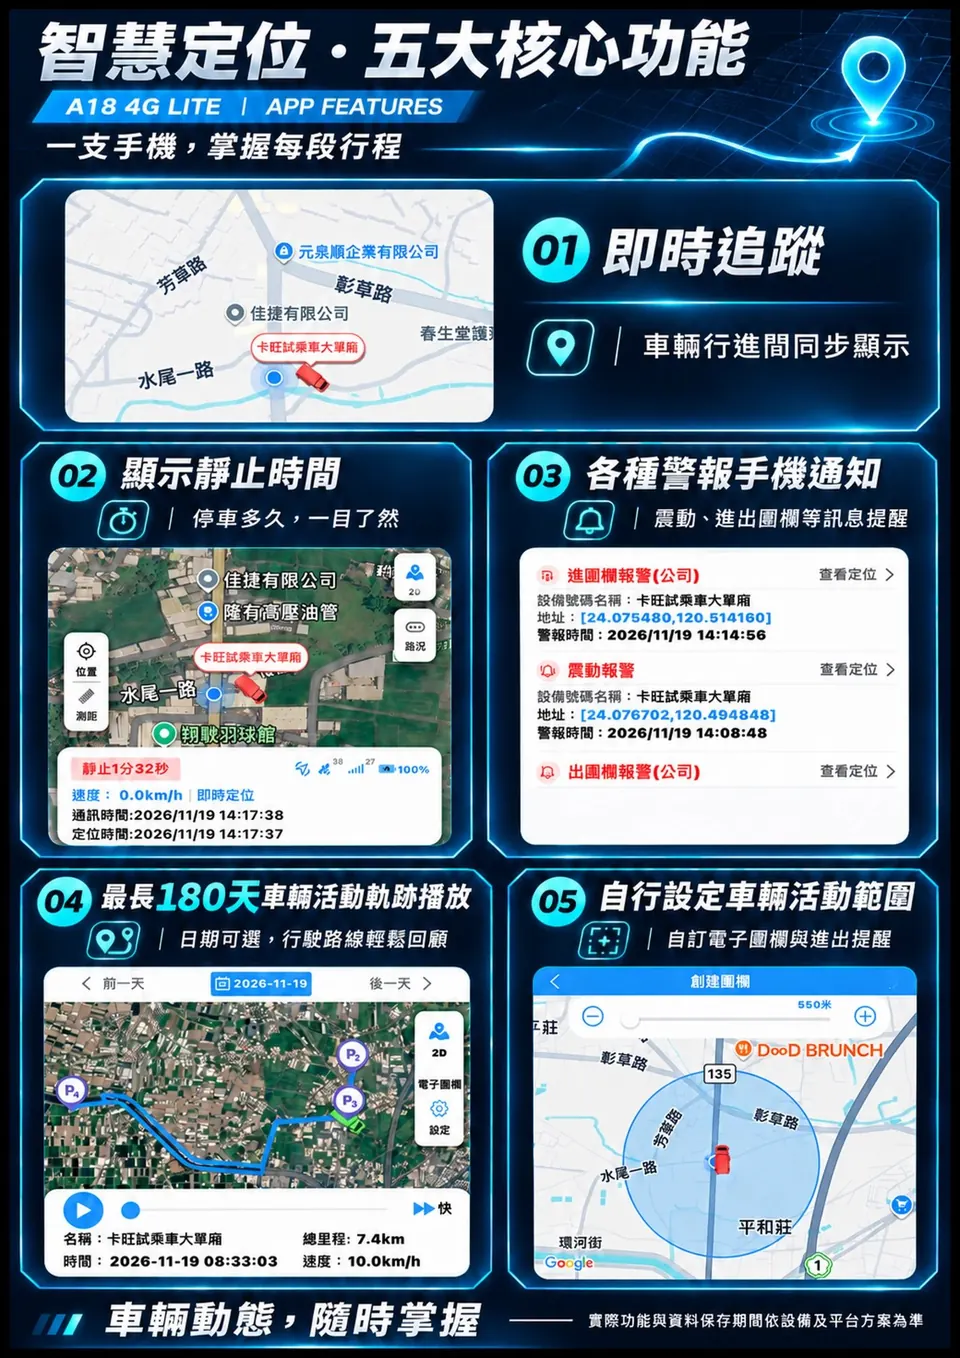 智慧定位·五大核心功能
A18 4G LITE | APP FEATURES
一支手機，掌握每段行程
元泉順企業有限公司
芳草路
彰草路
佳捷有限公司
春生堂護
卡旺試乘車大單廂
水尾一路
01 即時追蹤
車輛行進間同步顯示
02 顯示靜止時間
停車多久，一目了然
佳捷有限公司
2D
隆有高壓油管
路況
位置
卡旺試乘車大單廂
水尾一路
測距
翔戰羽球館
靜止1分32秒
38 27 100%
速度： 0.0km/h | 即時定位
通訊時間:2026/11/19 14:17:38
定位時間:2026/11/19 14:17:37
03 各種警報手機通知
震動、進出圍欄等訊息提醒
進圍欄報警(公司) 查看定位
設備號碼名稱：卡旺試乘車大單廂
地址：[24.075480,120.514160]
警報時間：2026/11/19 14:14:56
震動報警 查看定位
設備號碼名稱：卡旺試乘車大單廂
地址：[24.076702,120.494848]
警報時間：2026/11/19 14:08:48
出圍欄報警(公司) 查看定位
04 最長180天車輛活動軌跡播放
日期可選，行駛路線輕鬆回顧
前一天 2026-11-19 後一天
2D
P2
電子圍欄
P4
P3
設定
快
名稱：卡旺試乘車大單廂 總里程: 7.4km
時間：2026-11-19 08:33:03 速度：10.0km/h
05 自行設定車輛活動範圍
自訂電子圍欄與進出提醒
創建圍欄
550米
平莊
彰草路
DooD BRUNCH
135
芳草路
彰草路
水尾一路
平和莊
環河街
Google
1
車輛動態，隨時掌握
實際功能與資料保存期間依設備及平台方案為準